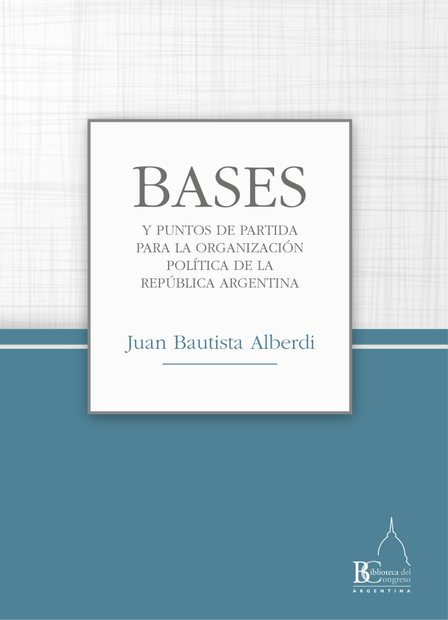 BASES
Y PUNTOS DE PARTIDA
PARA LA ORGANIZACIÓN
POLÍTICA DE LA
REPÚBLICA ARGENTINA
Juan Bautista Alberdi
Biblioteca del
Congreso
ARGENTINA